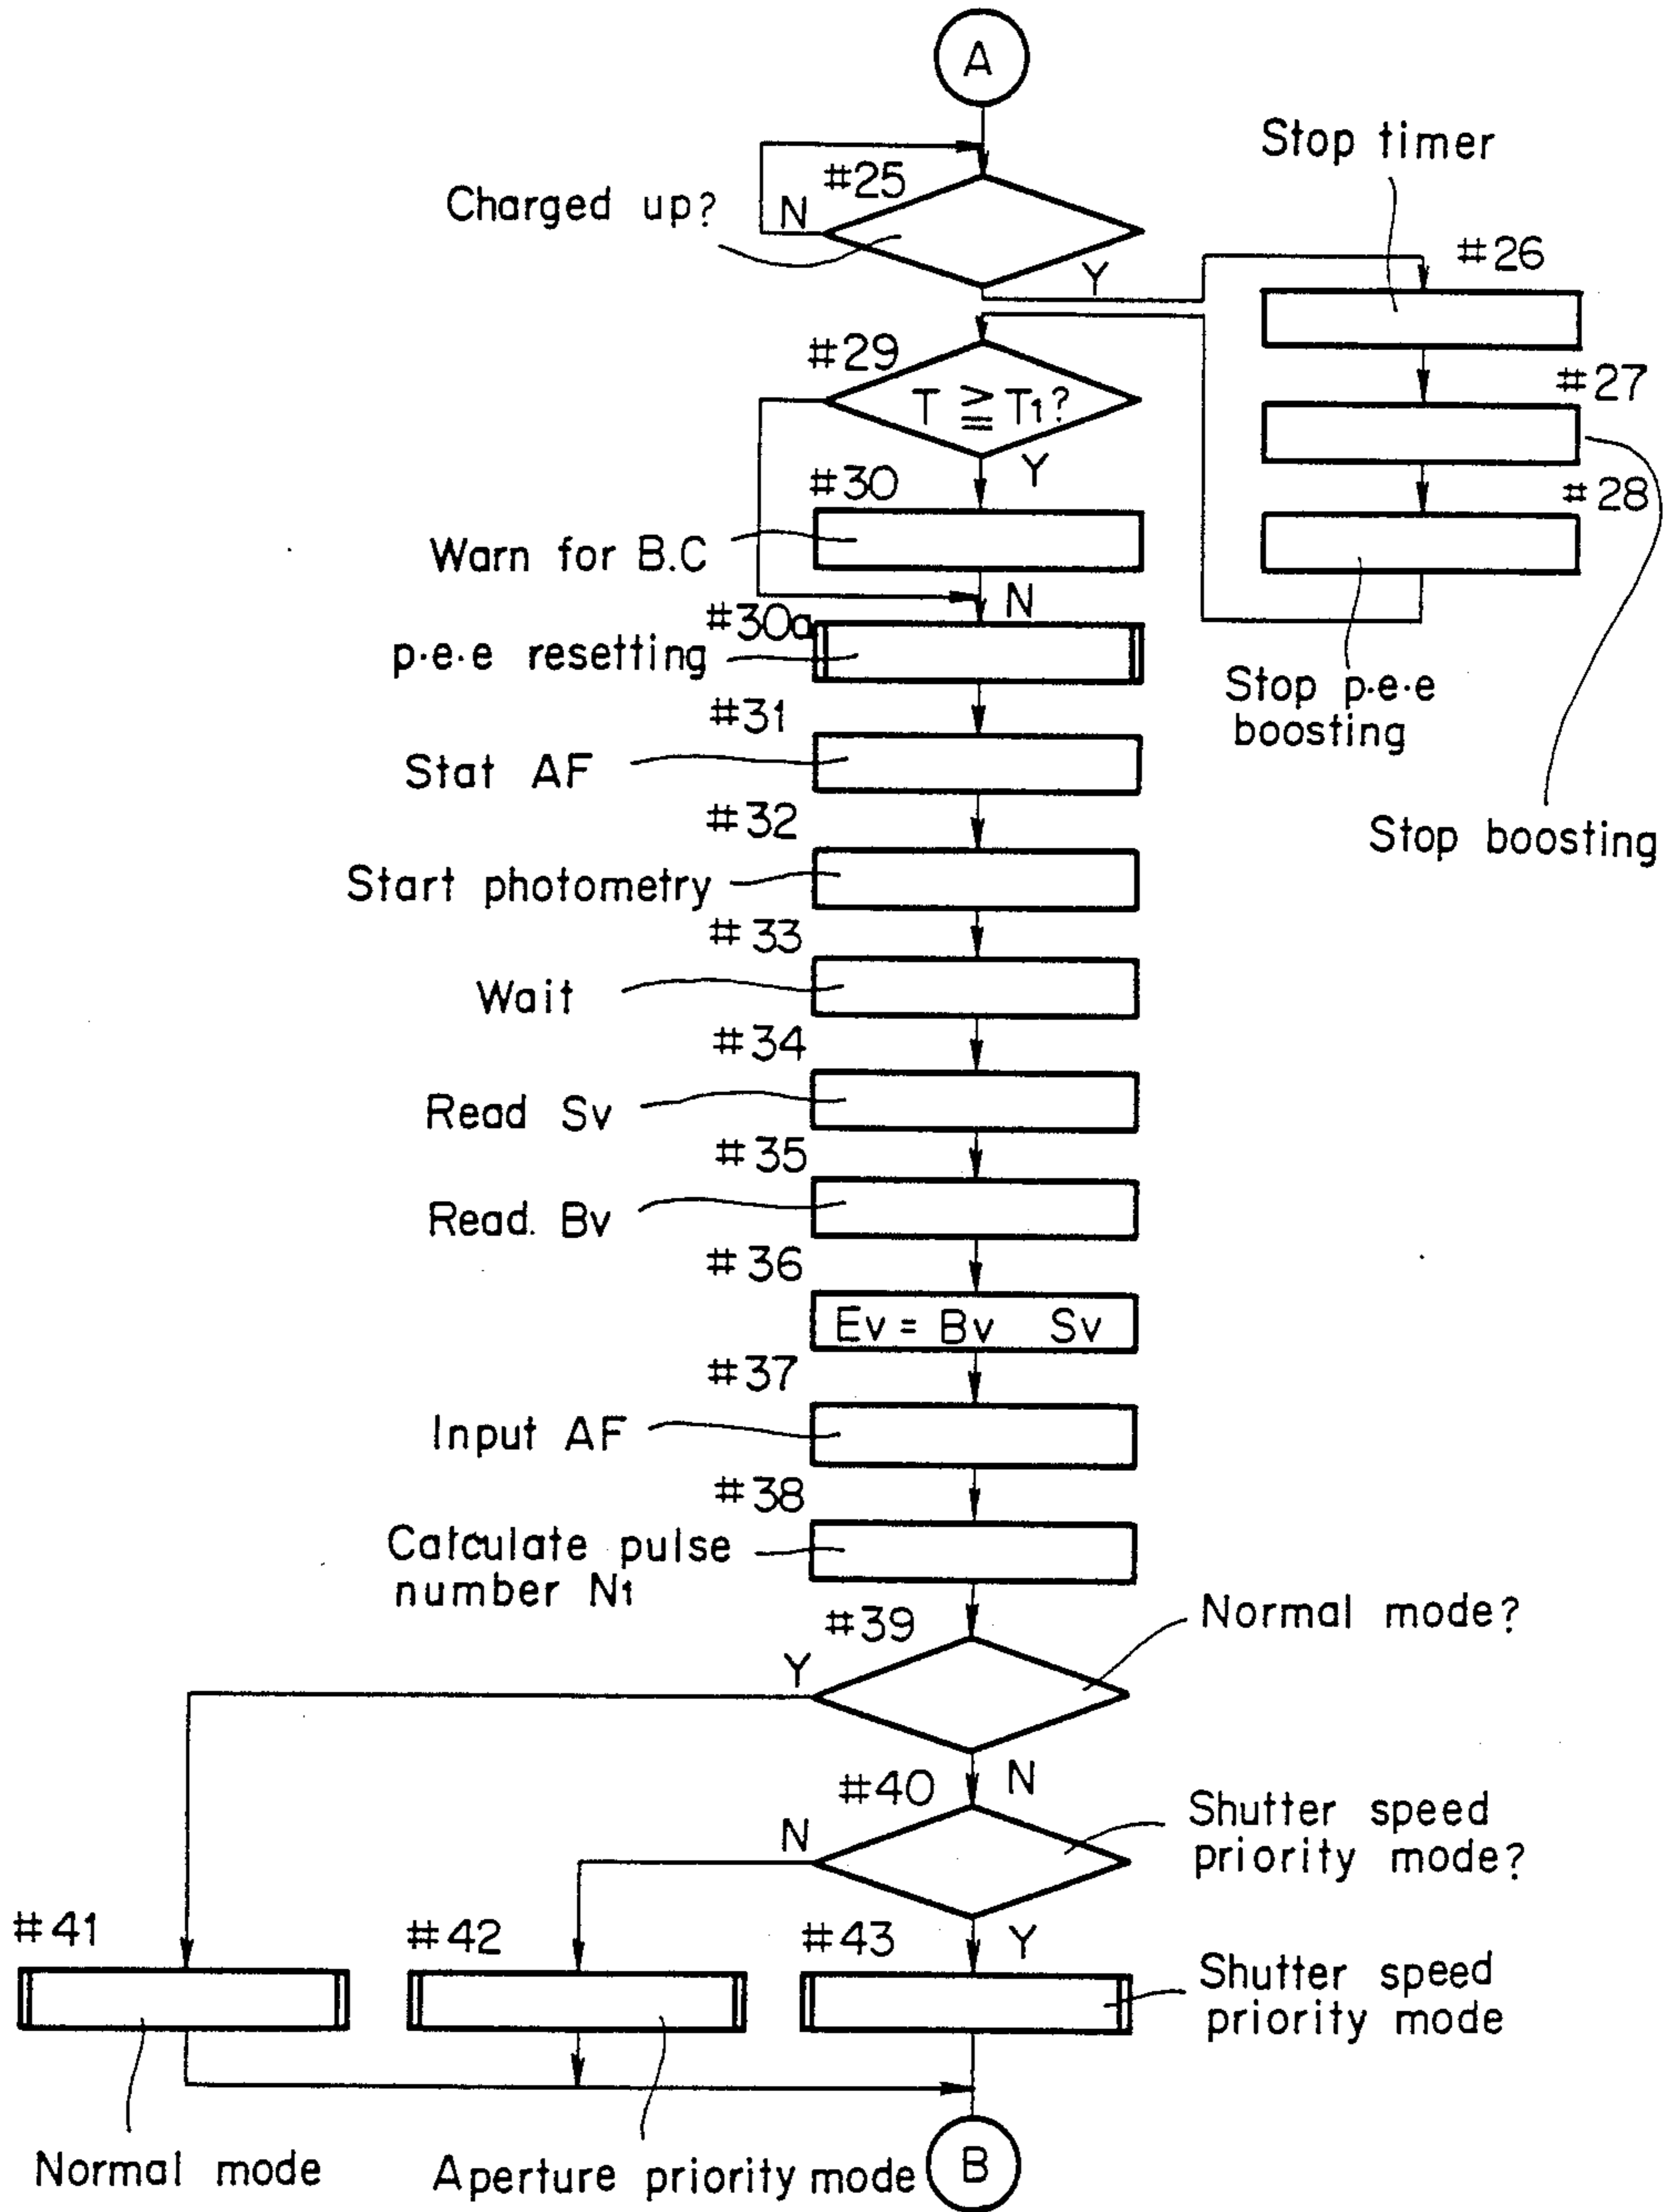 A
Stop timer
#25
Charged up?
N
Y
#26
#29
T ≧ T1?
#27
Y
#30
#28
Warn for B.C
N
#30a
p·e·e resetting
Stop p·e·e
boosting
#31
Stat AF
#32
Stop boosting
Start photometry
#33
Wait
#34
Read Sv
#35
Read. Bv
#36
Ev = Bv Sv
#37
Input AF
#38
Calculate pulse
number N1
#39
Normal mode?
Y
N
#40
Shutter speed
priority mode?
N
#41
#42
#43
Y
Shutter speed
priority mode
Normal mode
Aperture priority mode
B